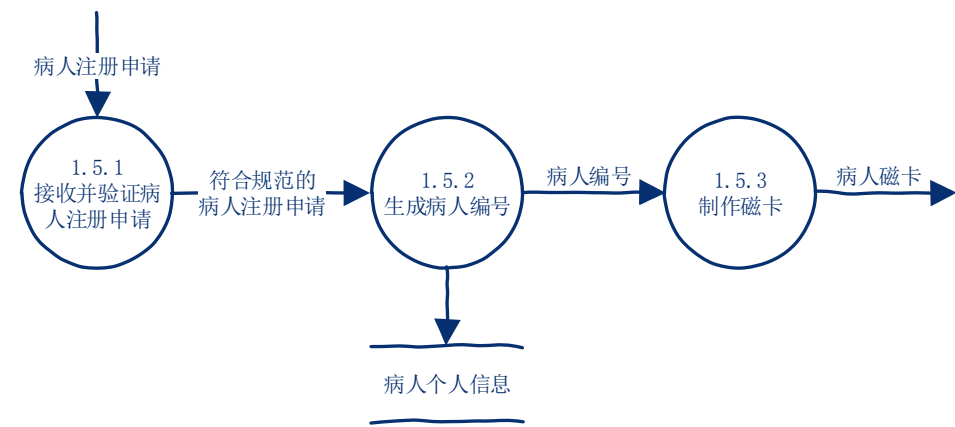 病人注册申请
1.5.1
接收并验证病
人注册申请
符合规范的
病人注册申请
1.5.2
生成病人编号
病人编号
1.5.3
制作磁卡
病人磁卡
病人个人信息